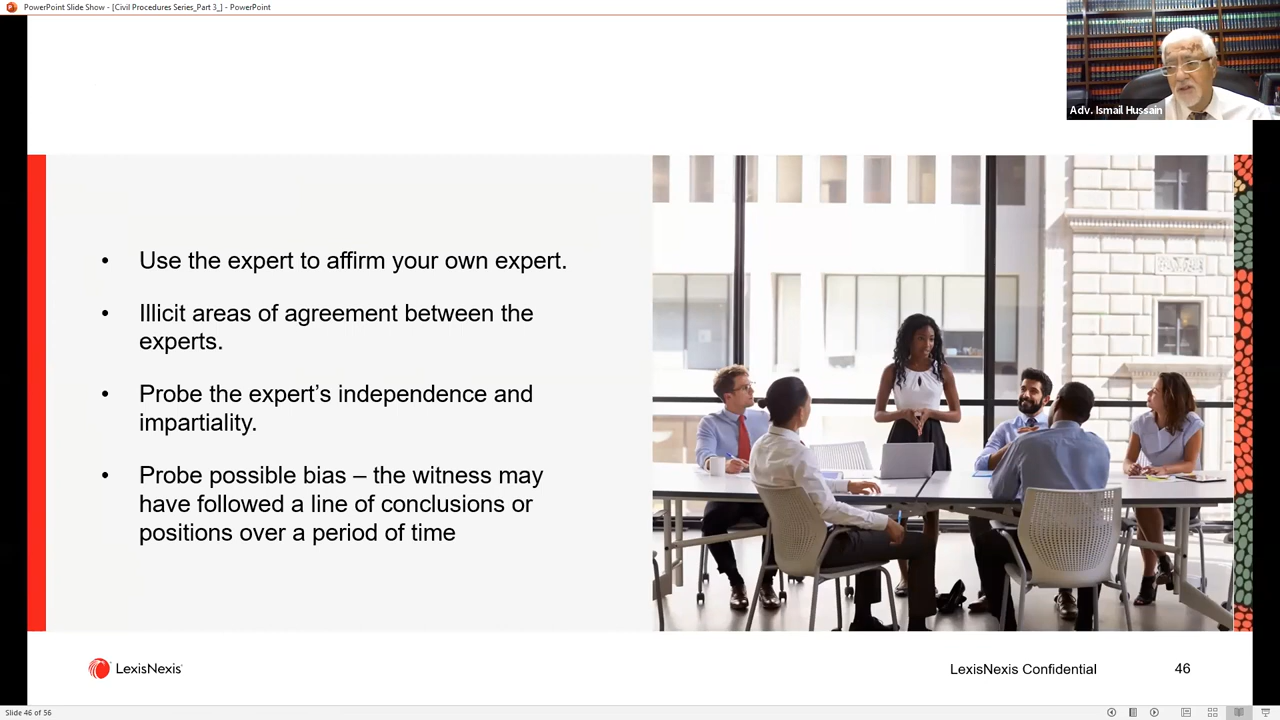 PowerPoint Slide Show - [Civil Procedures Series_Part 3_] - PowerPoint
Adv. Ismail Hussain
• Use the expert to affirm your own expert.
• Illicit areas of agreement between the
experts.
• Probe the expert’s independence and
impartiality.
• Probe possible bias – the witness may
have followed a line of conclusions or
positions over a period of time
LexisNexis
LexisNexis Confidential
46
Slide 46 of 56